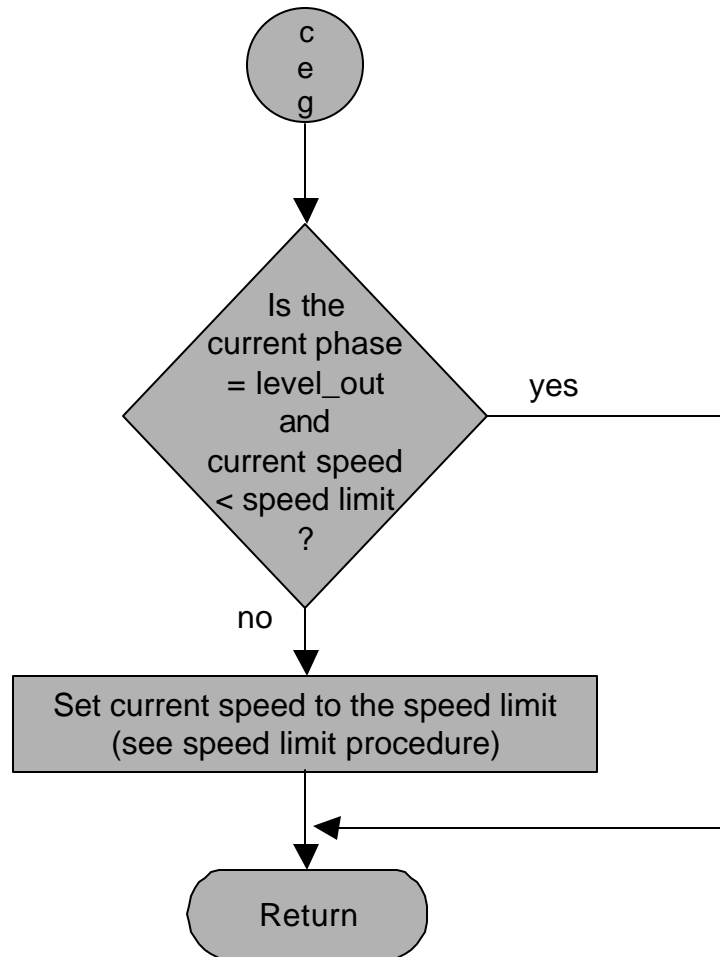 c
e
g
Is the
current phase
= level_out
and
current speed
< speed limit
?
yes
no
Set current speed to the speed limit
(see speed limit procedure)
Return